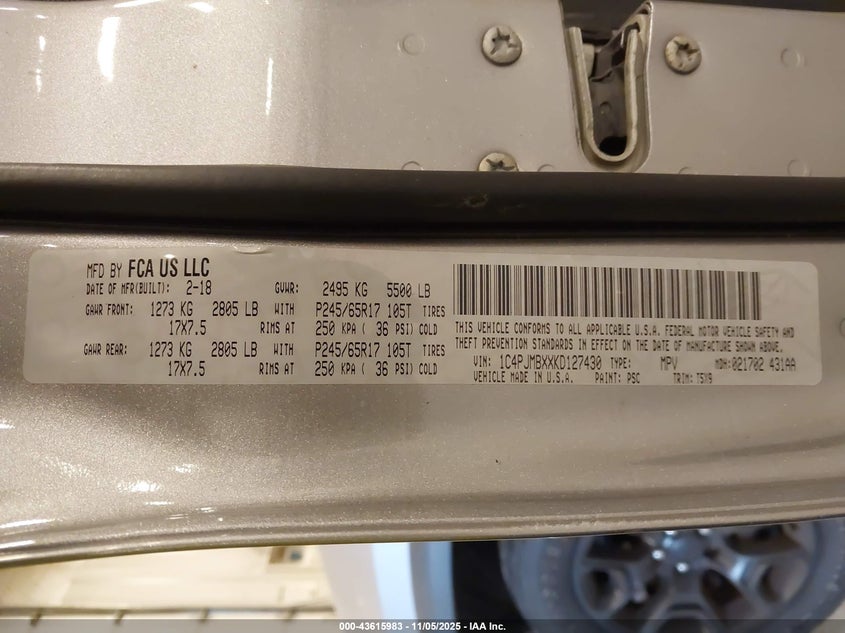 MFD BY FCA US LLC
DATE OF MFR(BUILT): 2-18 GVWR: 2495 KG 5500 LB
GAWR FRONT: 1273 KG 2805 LB WITH P245/65R17 105T TIRES
17X7.5 RIMS AT 250 KPA ( 36 PSI) COLD
GAWR REAR: 1273 KG 2805 LB WITH P245/65R17 105T TIRES
17X7.5 RIMS AT 250 KPA ( 36 PSI) COLD
THIS VEHICLE CONFORMS TO ALL APPLICABLE U.S.A. FEDERAL MOTOR VEHICLE SAFETY AND
THEFT PREVENTION STANDARDS IN EFFECT ON THE DATE OF MANUFACTURE SHOWN ABOVE.
VIN: 1C4PJMBXXKD127430 TYPE: MPV MDH:021702 431AA
VEHICLE MADE IN U.S.A. PAINT: PSC TRIM: T5X9
000-43615983 - 11/05/2025 - IAA Inc.